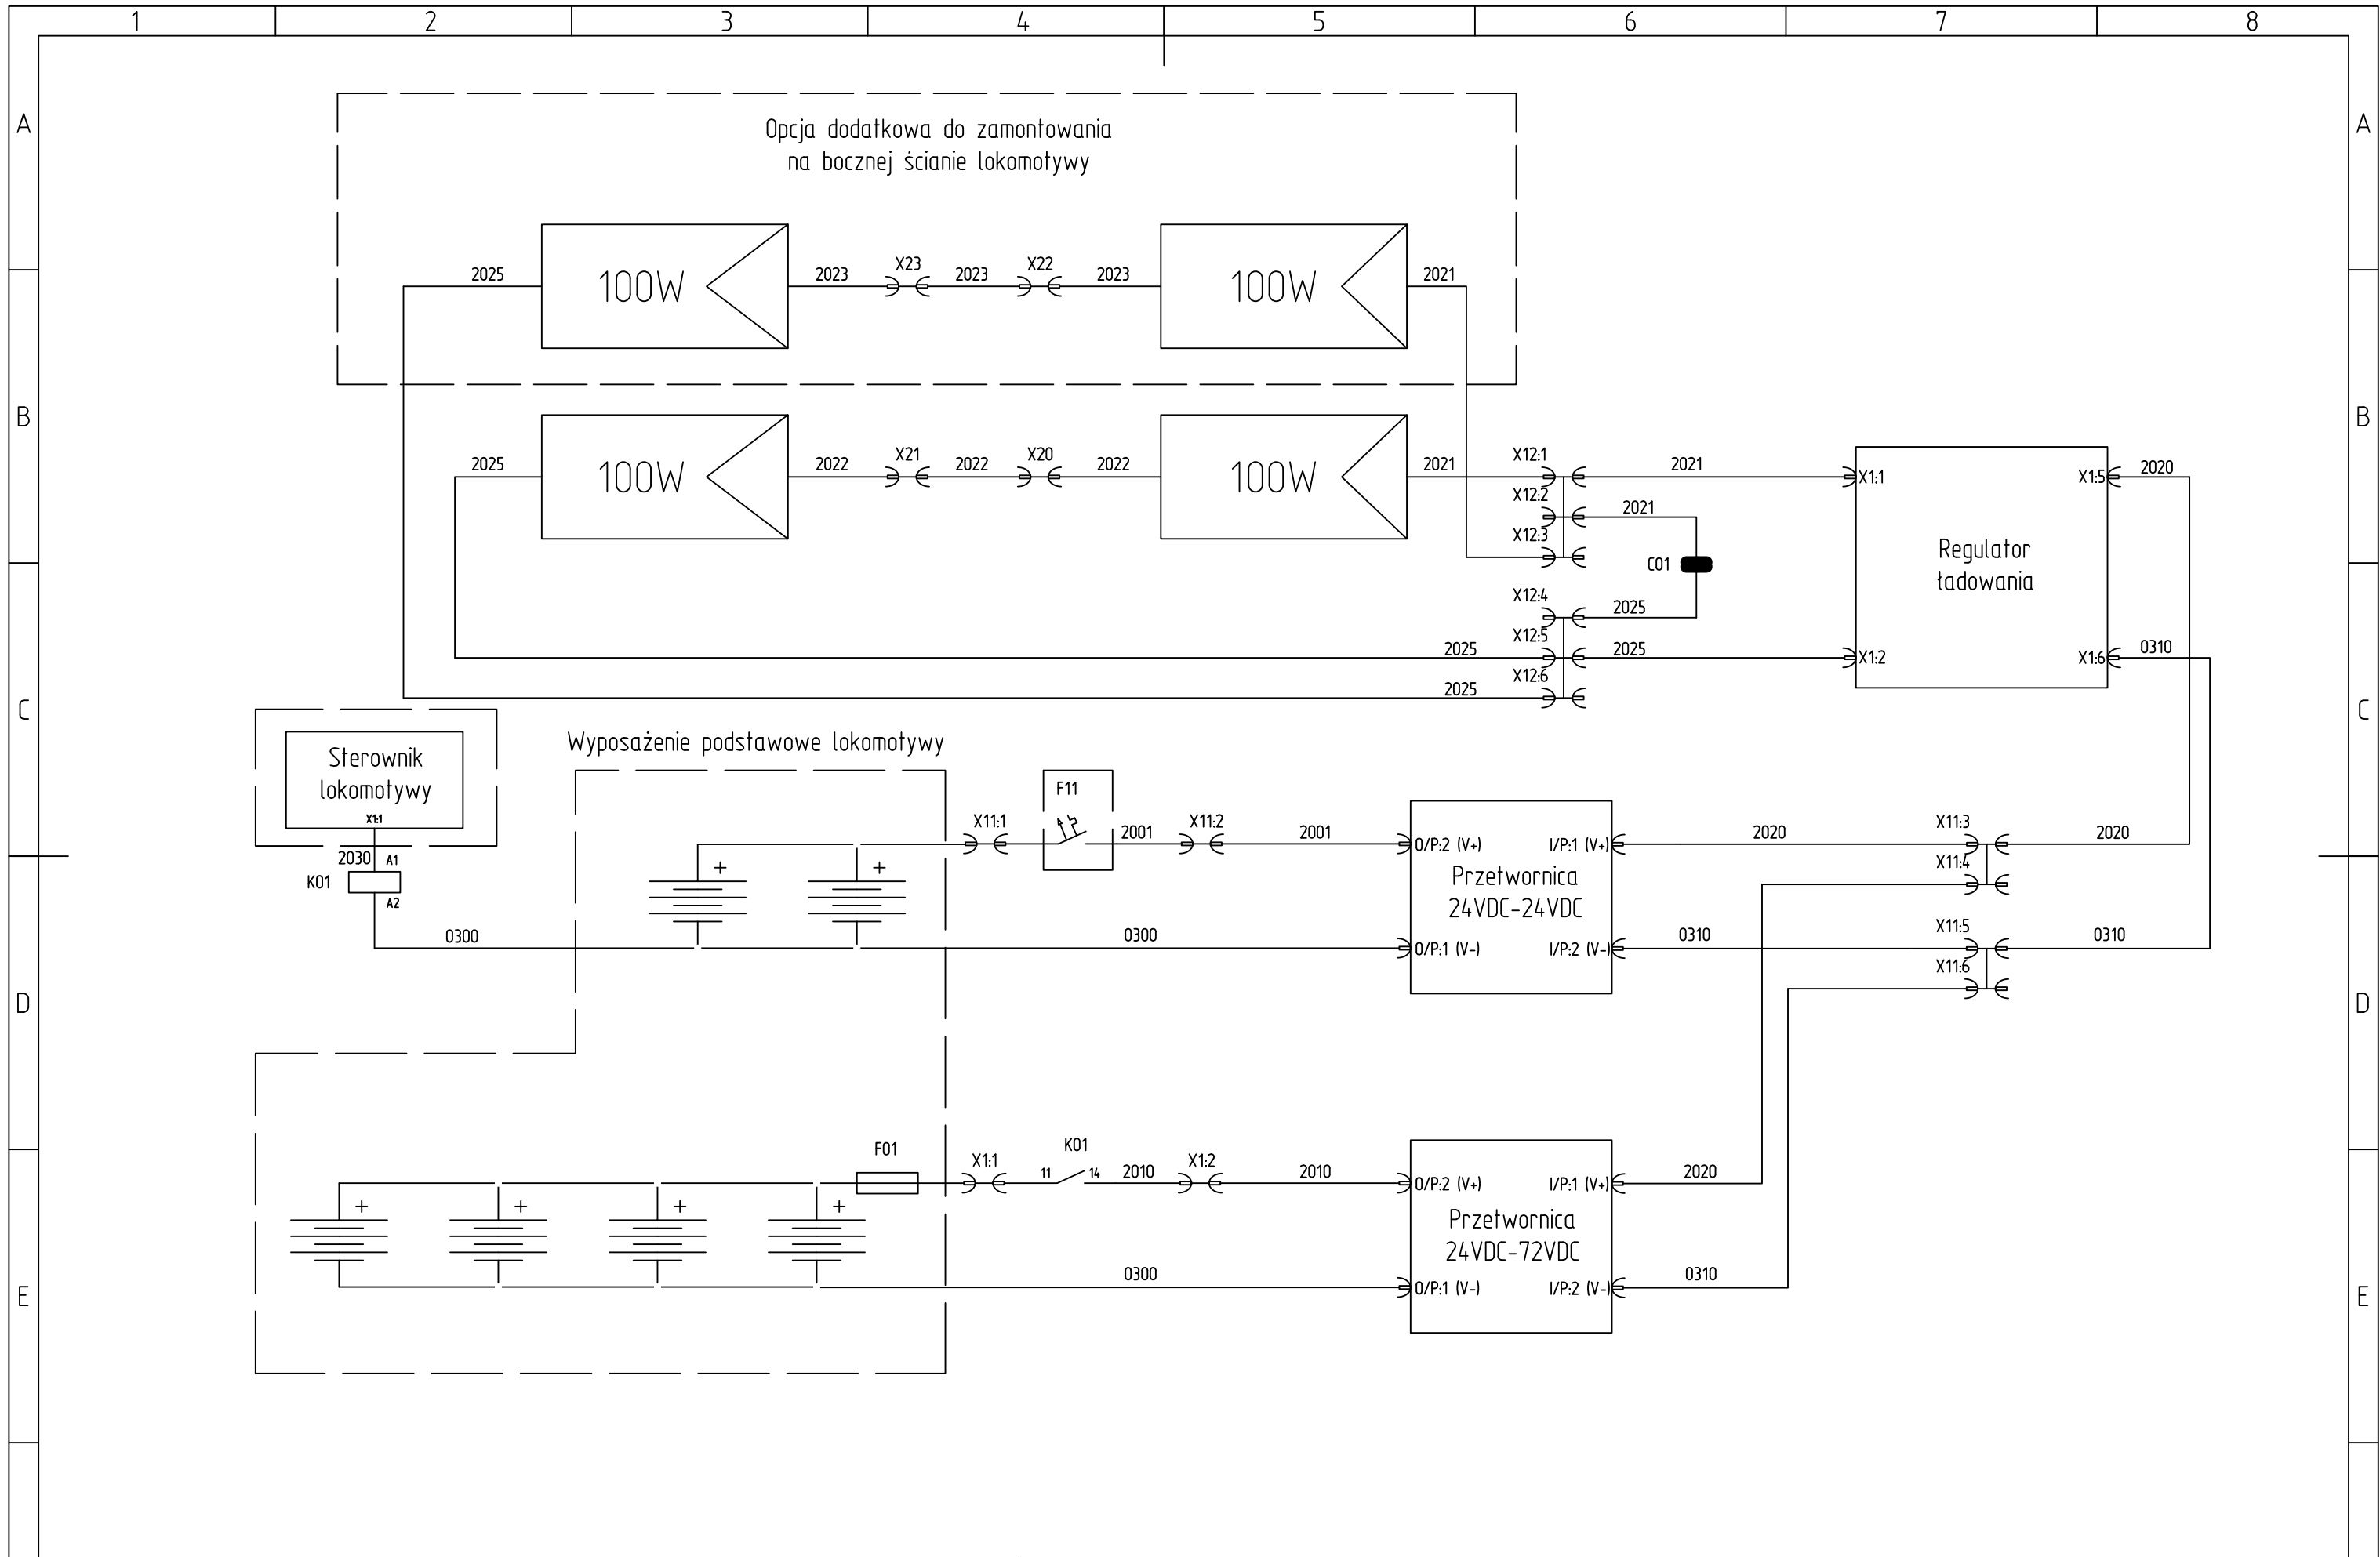 1 2 3 4 5 6 7 8
A A
Opcja dodatkowa do zamontowania
na bocznej ścianie lokomotywy
2025 100W 2023 X23 2023 X22 2023 100W 2021
B B
2025 100W 2022 X21 2022 X20 2022 100W 2021 X12:1 2021 X1:1 X1:5 2020
X12:2 2021
X12:3
Regulator
ładowania
C01
X12:4 2025
2025 X12:5 2025 X1:2 X1:6 0310
2025 X12:6
C C
Wyposażenie podstawowe lokomotywy
Sterownik
lokomotywy
X1:1
F11
2030 A1
K01
A2
X11:1 2001 X11:2 2001 O/P:2 (V+) I/P:1 (V+) 2020 X11:3 2020
X11:4
+ +
Przetwornica
24VDC-24VDC
0300 0300 O/P:1 (V-) I/P:2 (V-) 0310 X11:5 0310
X11:6
D D
F01 X1:1 K01 X1:2
11 14 2010 2010 O/P:2 (V+) I/P:1 (V+) 2020
+ + + +
Przetwornica
24VDC-72VDC
0300 O/P:1 (V-) I/P:2 (V-) 0310
E E